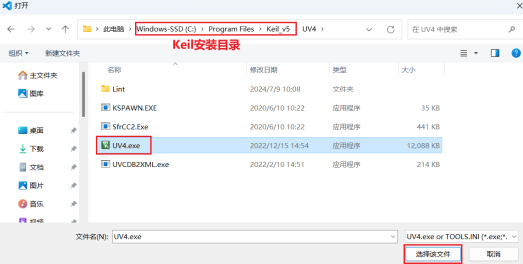 打开
此电脑 > Windows-SSD (C:) > Program Files > Keil_v5 > UV4 >
在 UV4 中搜索
Keil安装目录
组织 新建文件夹
名称 修改日期 类型 大小
主文件夹
图库
桌面
下载
文档
图片
音乐
视频
Lint 2024/7/9 10:08 文件夹
KSPAWN.EXE 2020/6/10 10:22 应用程序 35 KB
SfrCC2.Exe 2020/6/10 10:22 应用程序 441 KB
UV4.exe 2022/12/15 14:54 应用程序 12,088 KB
UVCDB2XML.exe 2022/2/10 14:51 应用程序 214 KB
文件名(N): UV4.exe
UV4.exe or TOOLS.INI (*.exe;*.
选择该文件 取消